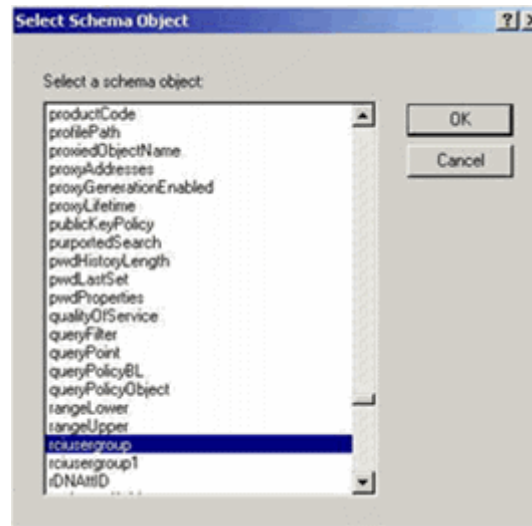 Select Schema Object
Select a schema object:
productCode
profilePath
proxiedObjectName
proxyAddresses
proxyGenerationEnabled
proxyLifetime
publicKeyPolicy
purportedSearch
pwdHistoryLength
pwdLastSet
pwdProperties
qualityOfService
queryFilter
queryPoint
queryPolicyBL
queryPolicyObject
rangeLower
rangeUpper
rciusergroup
rciusergroup1
rDNAttID
OK
Cancel